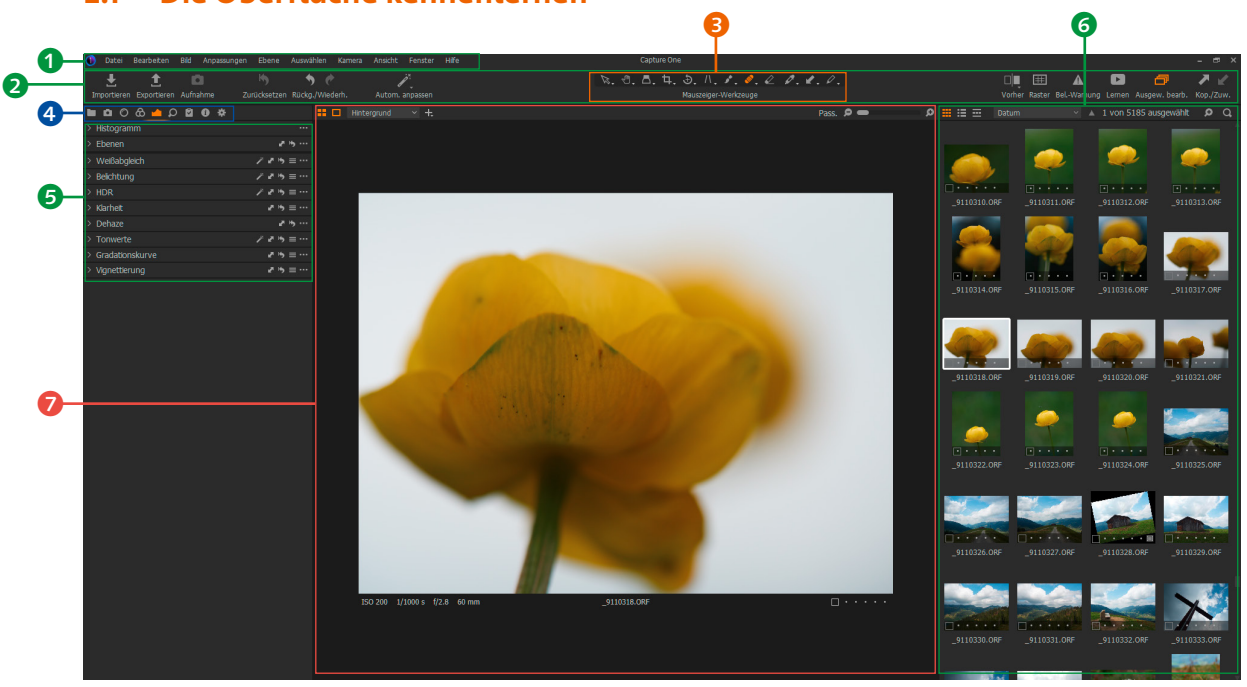 2.1 Die Oberfläche kennenlernen
3
6
1
Datei Bearbeiten Bild Anpassungen Ebene Auswählen Kamera Ansicht Fenster Hilfe
Capture One
2
Importieren Exportieren Aufnahme Zurücksetzen Rückg./Wiederh. Autom. anpassen
Mauszeiger-Werkzeuge
Vorher Raster Bel.-Warnung Lernen Ausgew. bearb. Kop./Zuw.
4
Hintergrund
Pass.
Datum
1 von 5185 ausgewählt
5
Histogramm
Ebenen
Weißabgleich
Belichtung
HDR
Klarheit
Dehaze
Tonwerte
Gradationskurve
Vignettierung
_9110310.ORF _9110311.ORF _9110312.ORF _9110313.ORF
_9110314.ORF _9110315.ORF _9110316.ORF _9110317.ORF
_9110318.ORF _9110319.ORF _9110320.ORF _9110321.ORF
7
_9110322.ORF _9110323.ORF _9110324.ORF _9110325.ORF
_9110326.ORF _9110327.ORF _9110328.ORF _9110329.ORF
ISO 200 1/1000 s f/2.8 60 mm
_9110318.ORF
_9110330.ORF _9110331.ORF _9110332.ORF _9110333.ORF